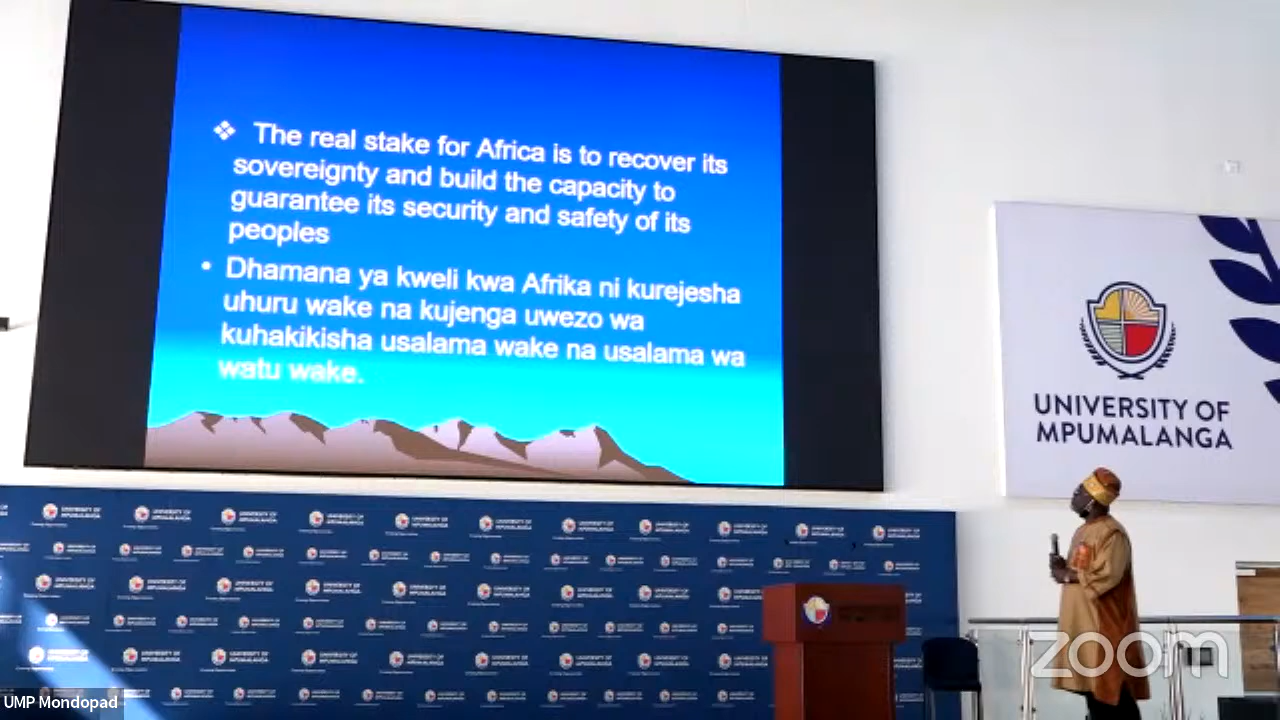 ❖ The real stake for Africa is to recover its
sovereignty and build the capacity to
guarantee its security and safety of its
peoples
• Dhamana ya kweli kwa Afrika ni kurejesha
uhuru wake na kujenga uwezo wa
kuhakikisha usalama wake na usalama wa
watu wake.
UNIVERSITY OF
MPUMALANGA
zoom
UMP Mondopad